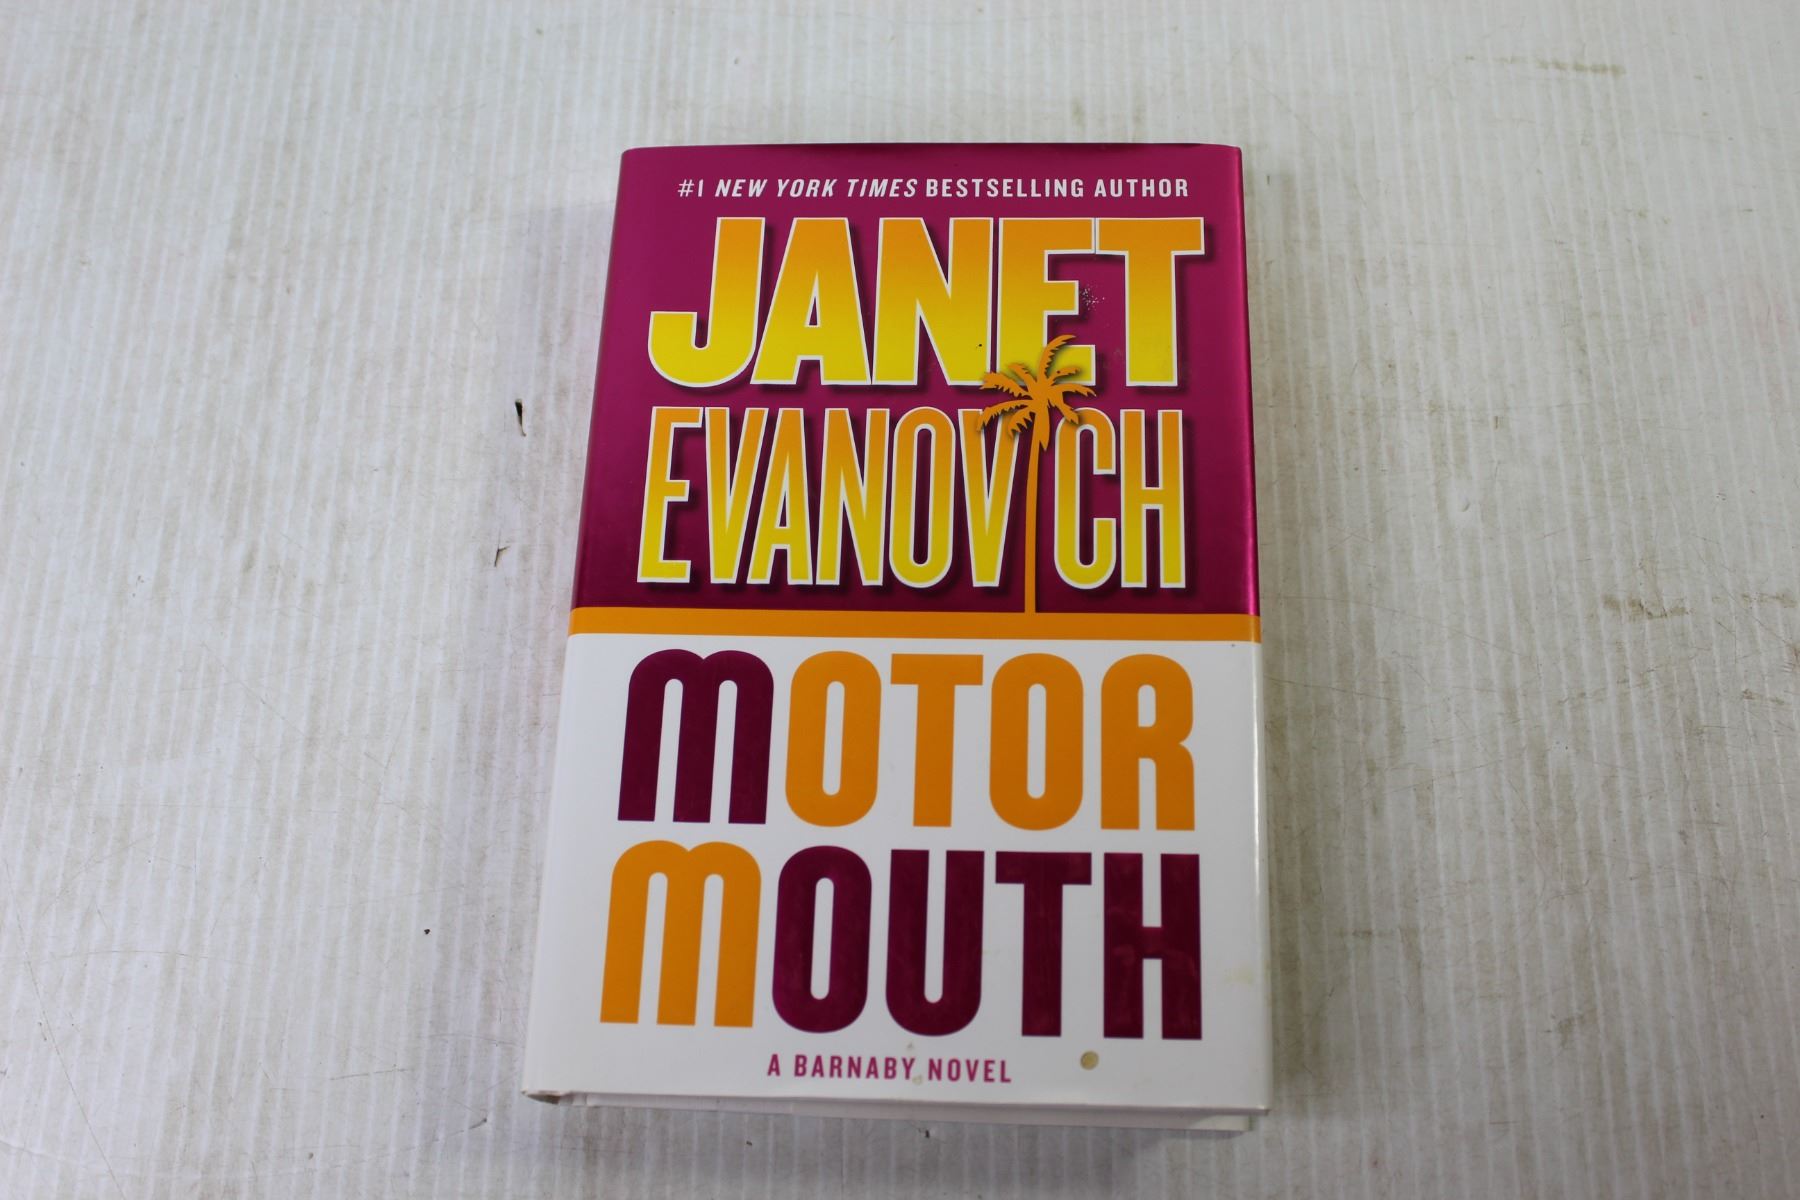 #1 NEW YORK TIMES BESTSELLING AUTHOR
JANET
EVANOVICH
MOTOR
MOUTH
A BARNABY NOVEL